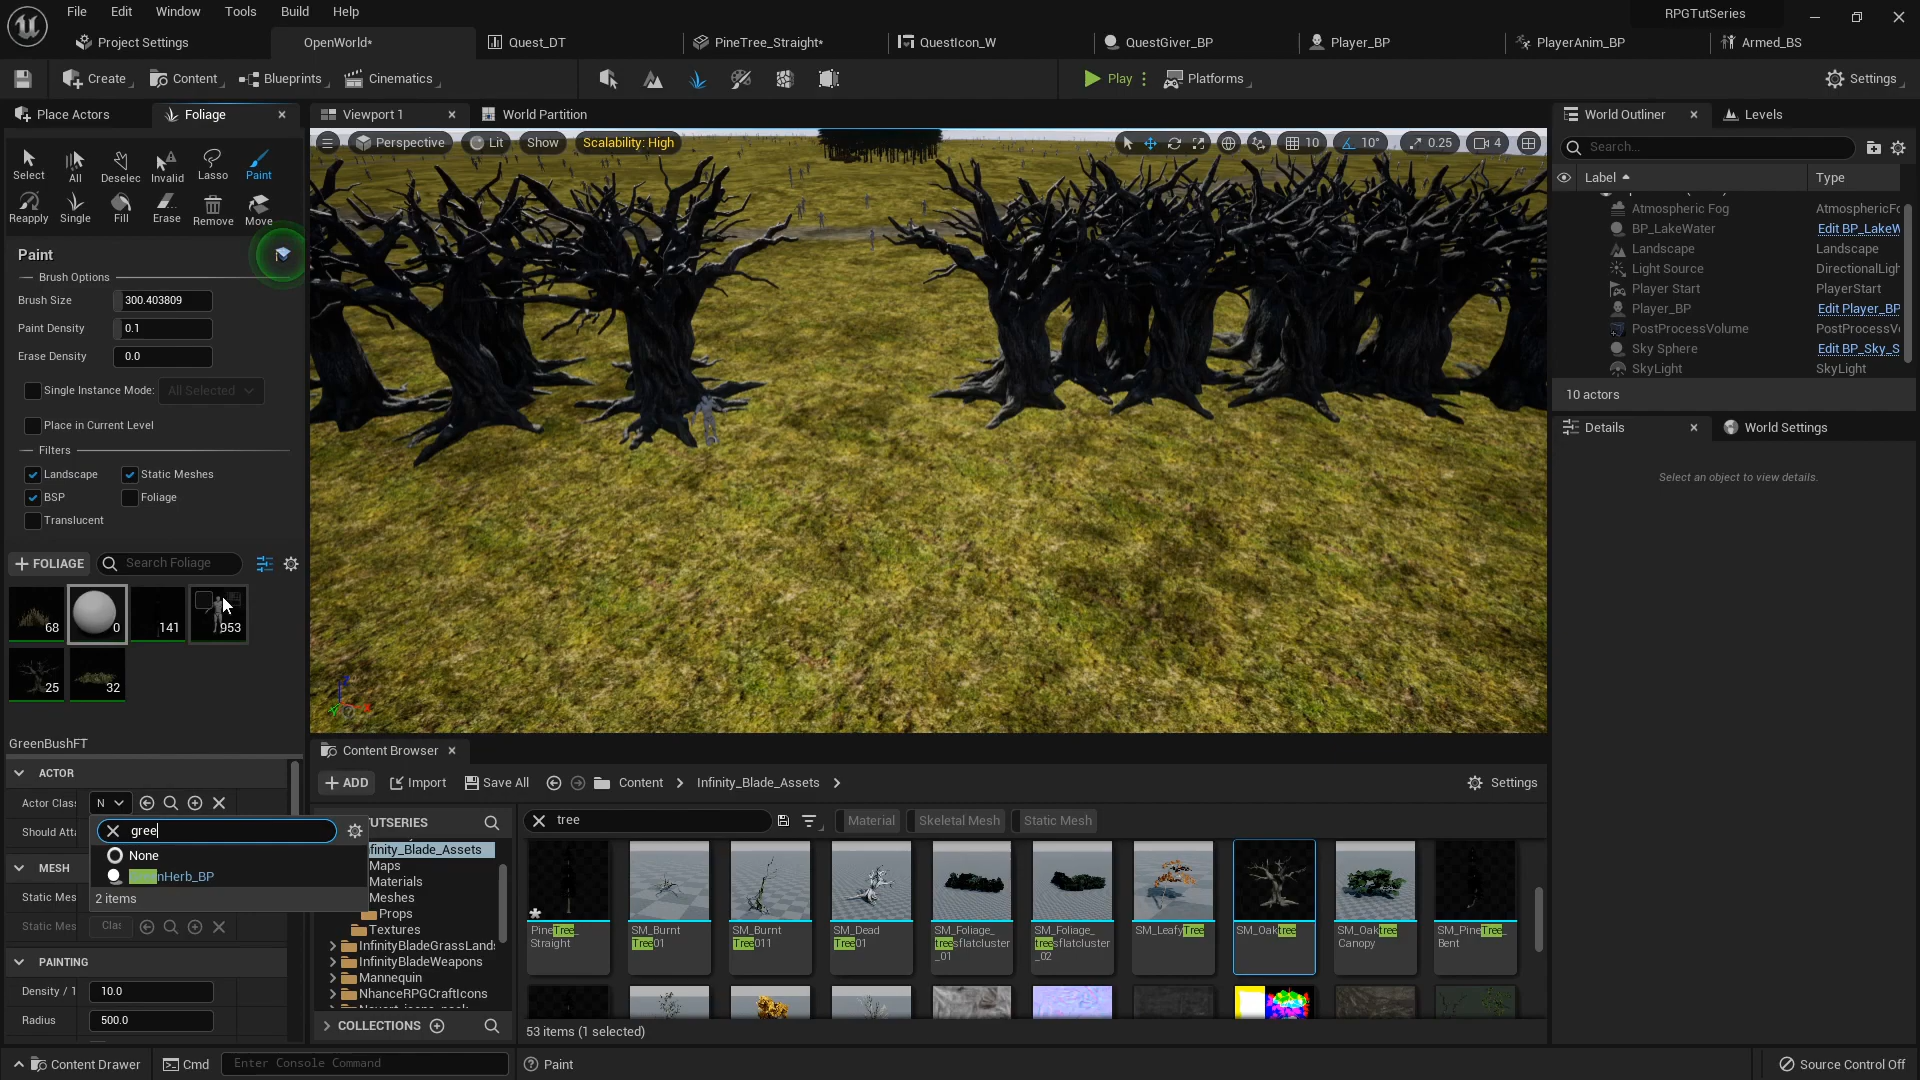 File Edit Window Tools Build Help
RPGTutSeries
Project Settings OpenWorld* Quest_DT PineTree_Straight* QuestIcon_W QuestGiver_BP Player_BP PlayerAnim_BP Armed_BS
Create Content Blueprints Cinematics Play Platforms Settings
Place Actors Foliage Viewport 1 World Partition World Outliner Levels
Perspective Lit Show Scalability: High 10 10° 0.25 4
Search...
Label Type
Select All Deselec Invalid Lasso Paint
Reapply Single Fill Erase Remove Move
Atmospheric Fog AtmosphericFc
BP_LakeWater Edit BP_LakeW
Landscape Landscape
Light Source DirectionalLigh
Player Start PlayerStart
Player_BP Edit Player_BP
PostProcessVolume PostProcessV
Sky Sphere Edit BP_Sky_S
SkyLight SkyLight
10 actors
Details World Settings
Select an object to view details.
Paint
Brush Options
Brush Size 300.403809
Paint Density 0.1
Erase Density 0.0
Single Instance Mode: All Selected
Place in Current Level
Filters
Landscape Static Meshes
BSP Foliage
Translucent
+ FOLIAGE Search Foliage
68 0 141 953
25 32
GreenBushFT
ACTOR
Actor Clas N
Should Atta
gree
None
GreenHerb_BP
2 items
MESH
Static Mes
Static Mes Clas
PAINTING
Density / 1 10.0
Radius 500.0
Content Browser
ADD Import Save All Content Infinity_Blade_Assets Settings
TUTSERIES
nfinity_Blade_Assets
Maps
Materials
Meshes
Props
Textures
InfinityBladeGrassLands
InfinityBladeWeapons
Mannequin
NhanceRPGCraftIcons
COLLECTIONS
tree Material Skeletal Mesh Static Mesh
PineTree_
Straight
SM_Burnt
Tree01
SM_Burnt
Tree011
SM_Dead
Tree01
SM_Foliage_
treesflatcluster
_01
SM_Foliage_
treesflatcluster
_02
SM_LeafyTree
SM_Oaktree
SM_Oaktree
Canopy
SM_PineTree_
Bent
53 items (1 selected)
Content Drawer Cmd Enter Console Command Paint Source Control Off